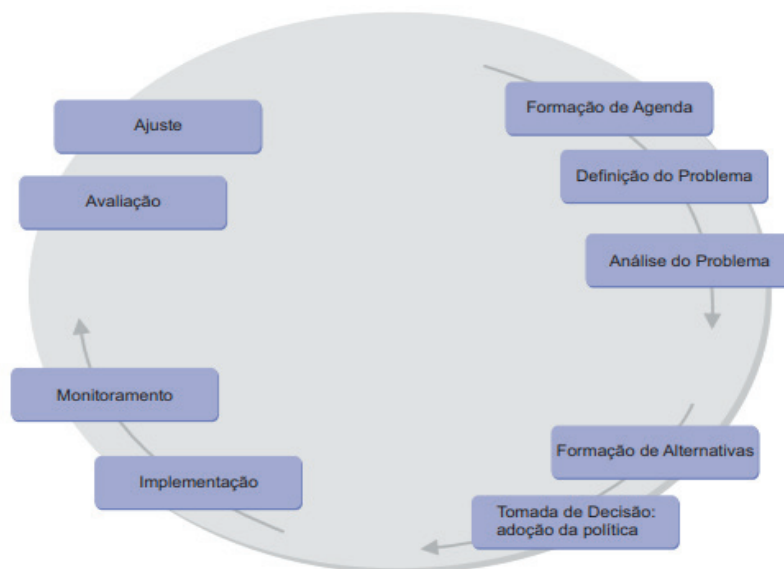 Formação de Agenda
Definição do Problema
Análise do Problema
Formação de Alternativas
Tomada de Decisão:
adoção da política
Implementação
Monitoramento
Avaliação
Ajuste